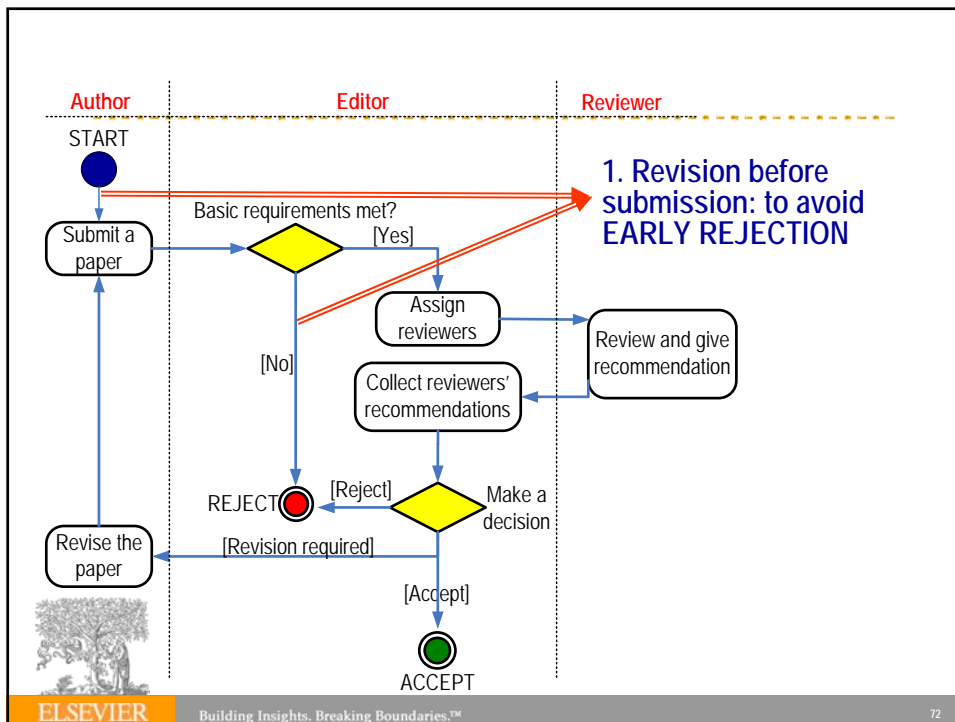 Author
Editor
Reviewer
START
1. Revision before
submission: to avoid
EARLY REJECTION
Basic requirements met?
Submit a
paper
[Yes]
Assign
reviewers
Review and give
recommendation
[No]
Collect reviewers’
recommendations
REJECT
[Reject]
Make a
decision
Revise the
paper
[Revision required]
[Accept]
ACCEPT
ELSEVIER
Building Insights. Breaking Boundaries.™
72